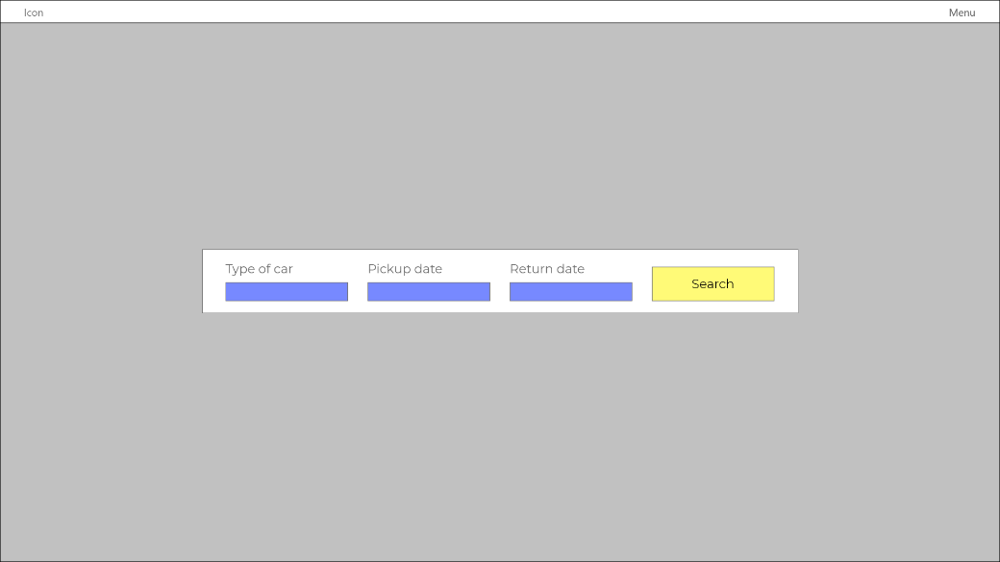 Icon
Menu
Type of car
Pickup date
Return date
Search